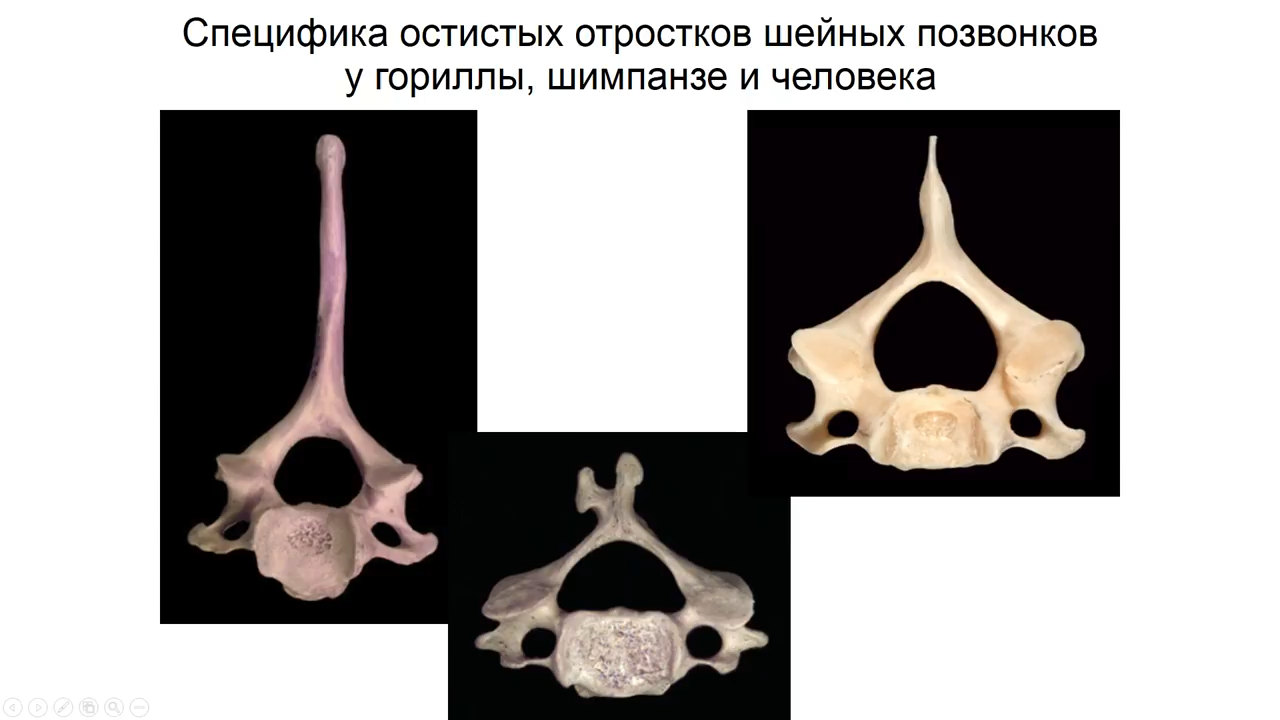 Специфика остистых отростков шейных позвонков
у гориллы, шимпанзе и человека